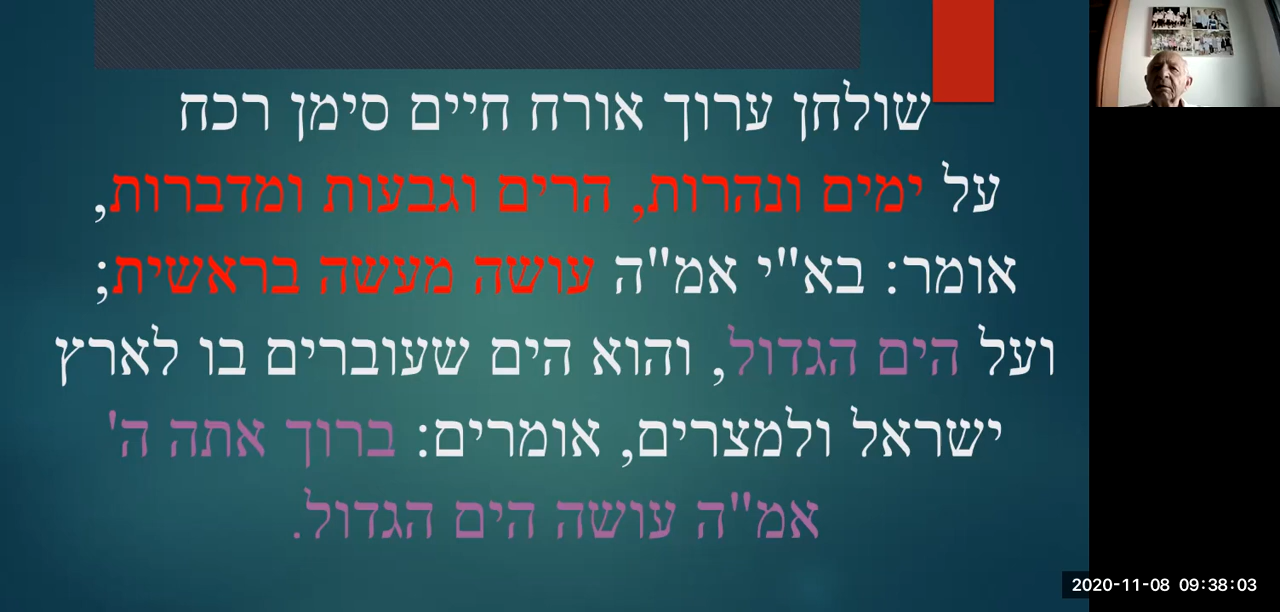 שולחן ערוך אורח חיים סימן רכח
על ימים ונהרות, הרים וגבעות ומדברות,
אומר: בא"י אמ"ה עושה מעשה בראשית;
ועל הים הגדול, והוא הים שעוברים בו לארץ
ישראל ולמצרים, אומרים: ברוך אתה ה'
אמ"ה עושה הים הגדול.
2020-11-08 09:38:03